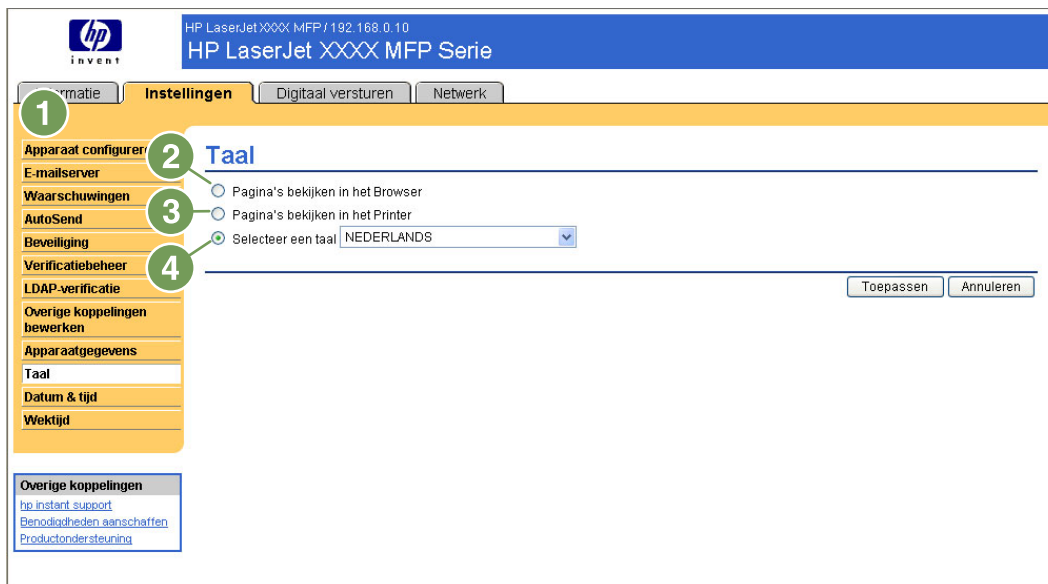 hp
invent
HP LaserJet XXXX MFP / 192.168.0.10
HP LaserJet XXXX MFP Serie
rmatie
Instellingen
Digitaal versturen
Netwerk
1
Apparaat configurer
E-mailserver
Waarschuwingen
AutoSend
Beveiliging
Verificatiebeheer
LDAP-verificatie
Overige koppelingen
bewerken
Apparaatgegevens
Taal
Datum & tijd
Wektijd
Overige koppelingen
hp instant support
Benodigdheden aanschaffen
Productondersteuning
2
Taal
Pagina's bekijken in het Browser
3
Pagina's bekijken in het Printer
4
Selecteer een taal NEDERLANDS
Toepassen
Annuleren